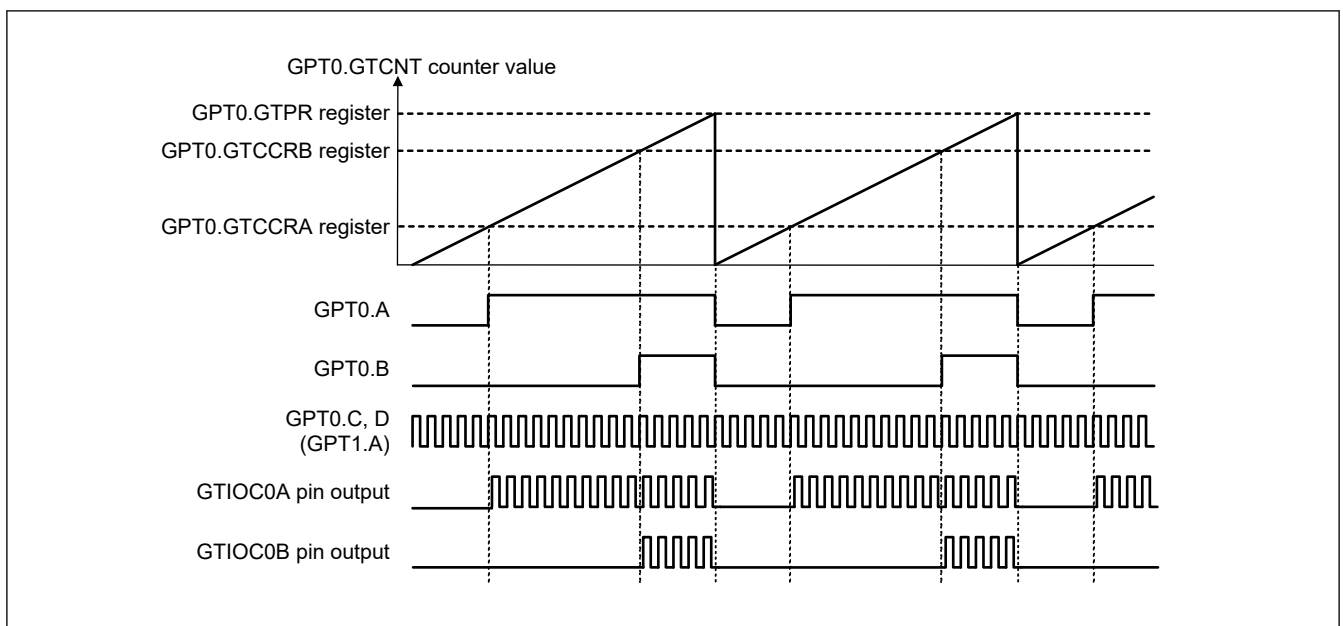 GPT0.GTCNT counter value
GPT0.GTPR register
GPT0.GTCCRB register
GPT0.GTCCRA register
GPT0.A
GPT0.B
GPT0.C, D
(GPT1.A)
GTIOC0A pin output
GTIOC0B pin output